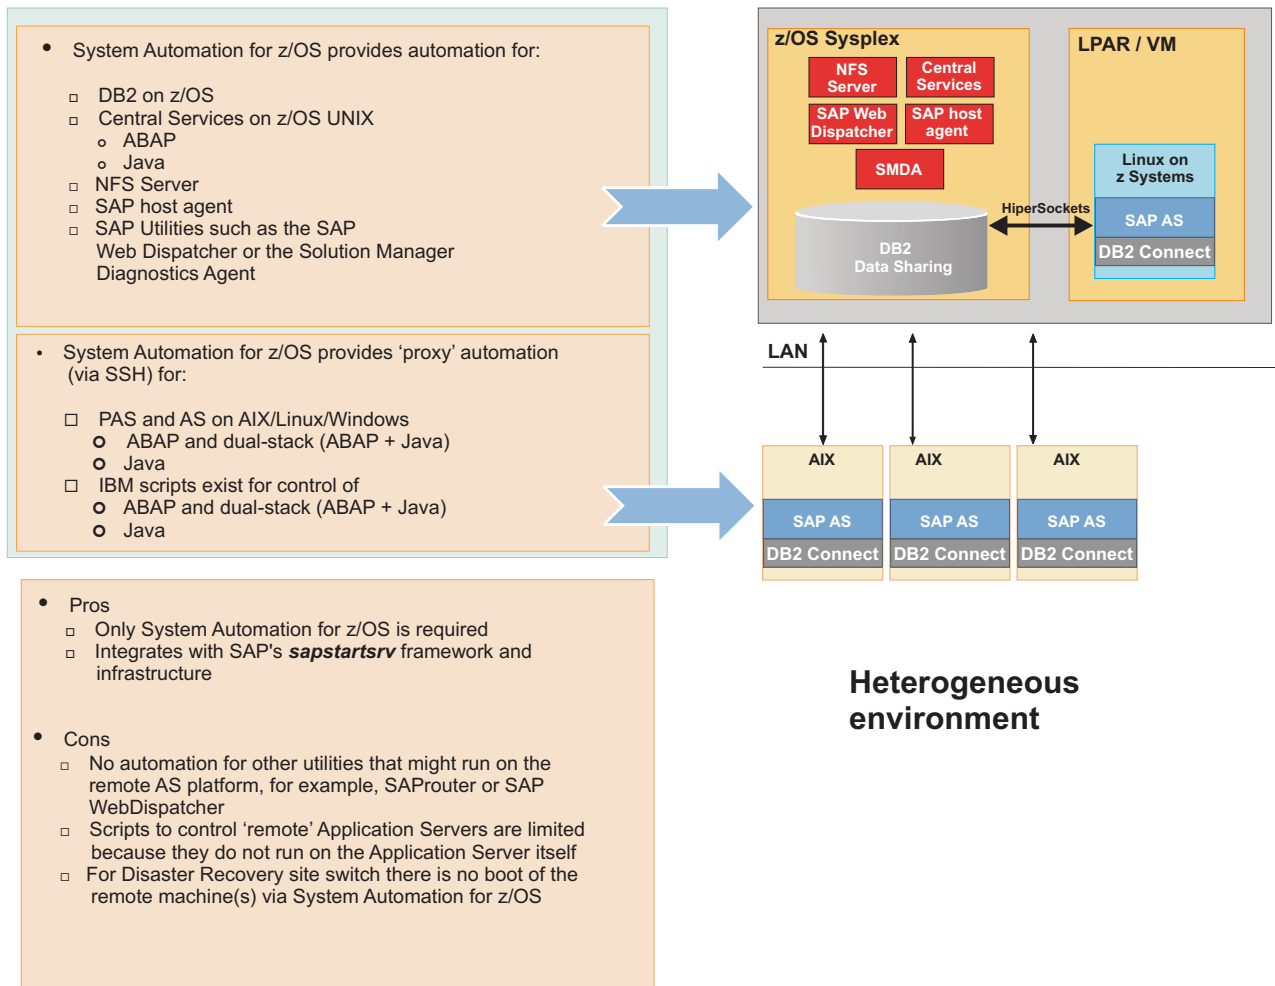 • System Automation for z/OS provides automation for:
□ DB2 on z/OS
□ Central Services on z/OS UNIX
o ABAP
o Java
□ NFS Server
□ SAP host agent
□ SAP Utilities such as the SAP
Web Dispatcher or the Solution Manager
Diagnostics Agent
• System Automation for z/OS provides ‘proxy’ automation
(via SSH) for:
□ PAS and AS on AIX/Linux/Windows
o ABAP and dual-stack (ABAP + Java)
o Java
□ IBM scripts exist for control of
o ABAP and dual-stack (ABAP + Java)
o Java
• Pros
□ Only System Automation for z/OS is required
□ Integrates with SAP's sapstartsrv framework and
infrastructure
• Cons
□ No automation for other utilities that might run on the
remote AS platform, for example, SAProuter or SAP
WebDispatcher
□ Scripts to control ‘remote’ Application Servers are limited
because they do not run on the Application Server itself
□ For Disaster Recovery site switch there is no boot of the
remote machine(s) via System Automation for z/OS
z/OS Sysplex
NFS
Server
Central
Services
SAP Web
Dispatcher
SAP host
agent
SMDA
DB2
Data Sharing
HiperSockets
LPAR / VM
Linux on
z Systems
SAP AS
DB2 Connect
LAN
AIX
SAP AS
DB2 Connect
AIX
SAP AS
DB2 Connect
AIX
SAP AS
DB2 Connect
Heterogeneous
environment